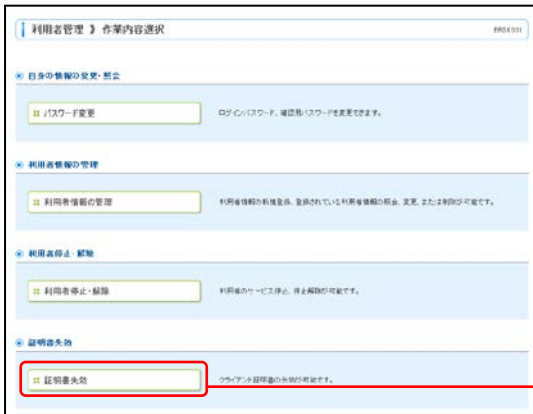 利用者管理 》 作業内容選択
自身の情報の変更・照会
パスワード変更
ログインパスワード、確認用パスワードを変更できます。
利用者情報の管理
利用者情報の管理
利用者情報の新規登録、登録されている利用者情報の照会、変更、または削除が可能です。
利用者停止・解除
利用者停止・解除
利用者のサービス停止、停止解除が可能です。
証明書失効
証明書失効
クライアント証明書の失効が可能です。